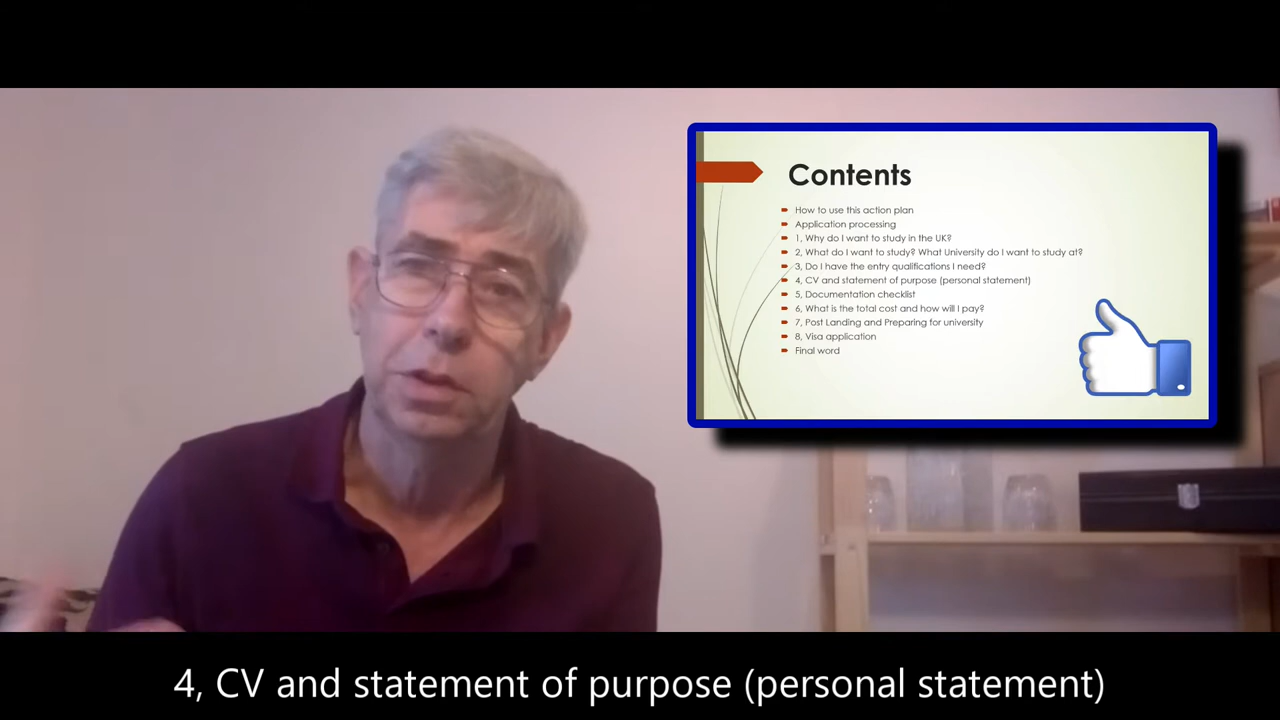 Contents
How to use this action plan
Application processing
1, Why do I want to study in the UK?
2, What do I want to study? What University do I want to study at?
3, Do I have the entry qualifications I need?
4, CV and statement of purpose (personal statement)
5, Documentation checklist
6, What is the total cost and how will I pay?
7, Post Landing and Preparing for university
8, Visa application
Final word
4, CV and statement of purpose (personal statement)